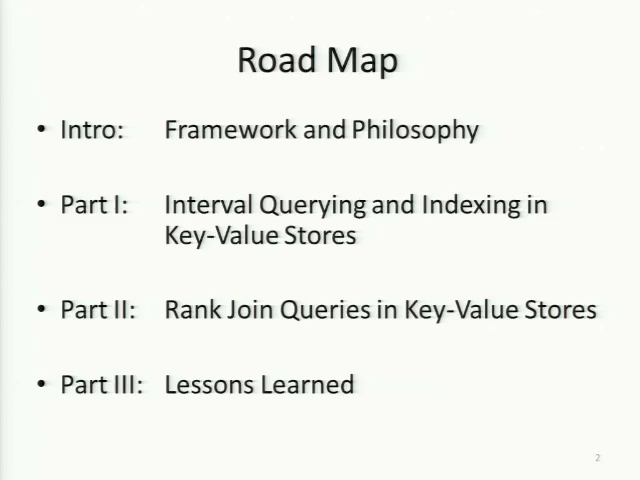 Road Map
• Intro: Framework and Philosophy
• Part I: Interval Querying and Indexing in
Key-Value Stores
• Part II: Rank Join Queries in Key-Value Stores
• Part III: Lessons Learned
2